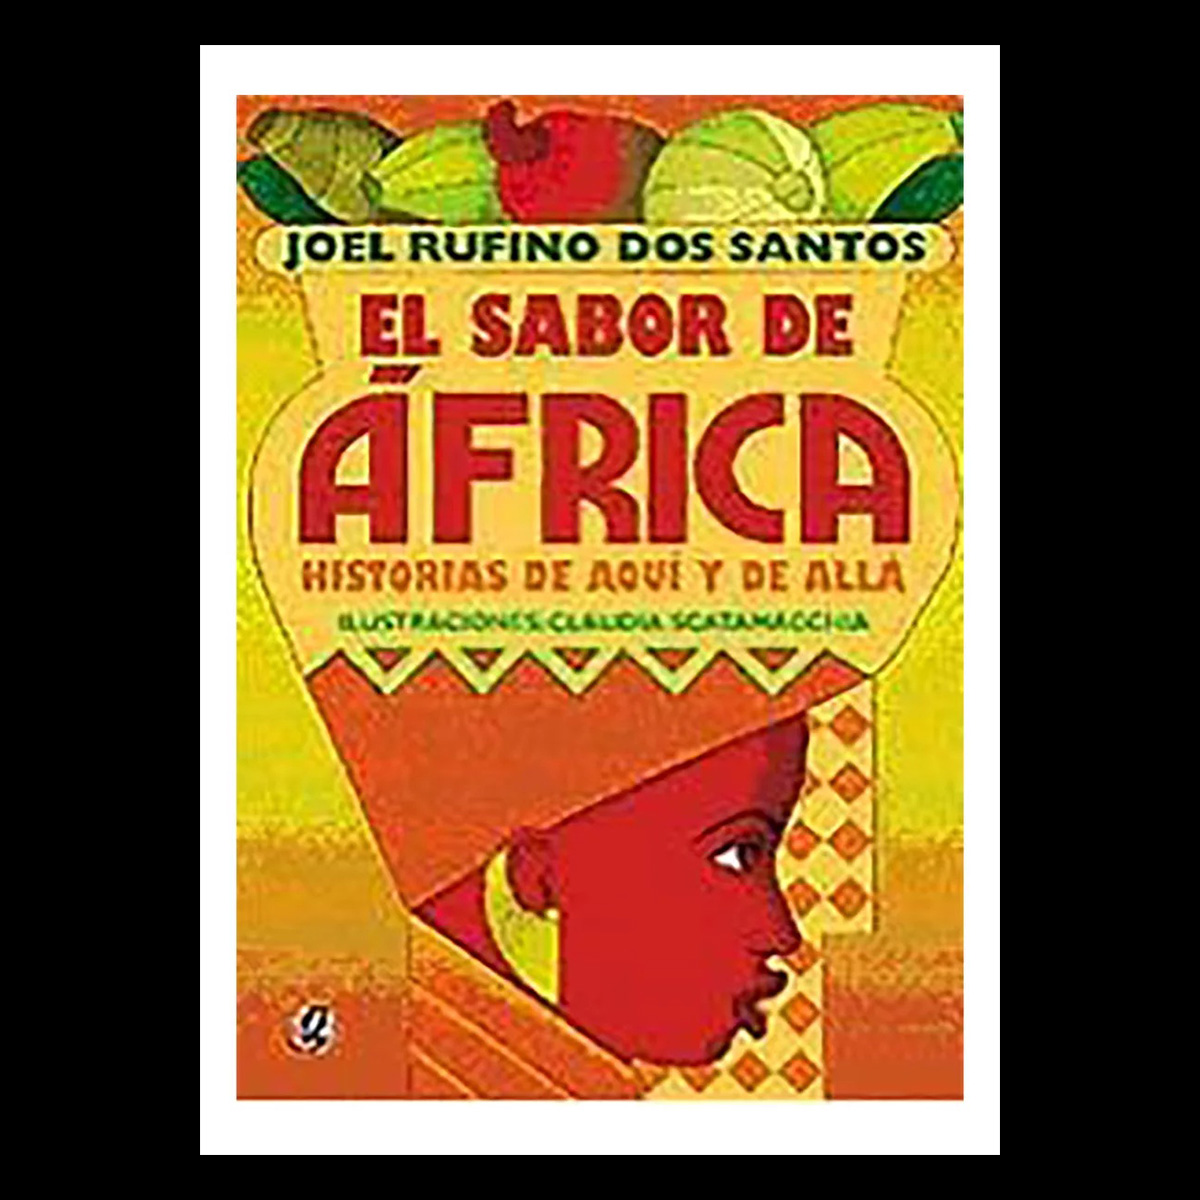 JOEL RUFINO DOS SANTOS
EL SABOR DE
ÁFRICA
HISTORIAS DE AQUÍ Y DE ALLÁ
ILUSTRACIONES: CLAUDIA SCATAMACCHIA
g